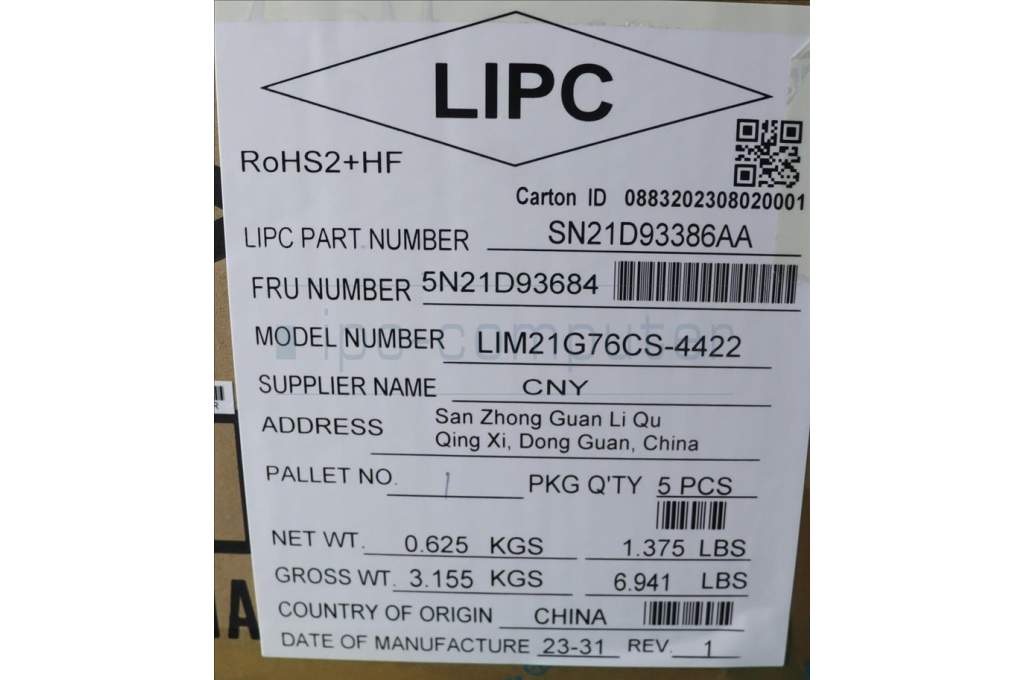 LIPC
RoHS2+HF
Carton ID 0883202308020001
LIPC PART NUMBER SN21D93386AA
FRU NUMBER 5N21D93684
MODEL NUMBER LIM21G76CS-4422
ipc computer
SUPPLIER NAME CNY
ADDRESS San Zhong Guan Li Qu
Qing Xi, Dong Guan, China
PALLET NO. 1 PKG Q'TY 5 PCS
NET WT. 0.625 KGS 1.375 LBS
GROSS WT. 3.155 KGS 6.941 LBS
COUNTRY OF ORIGIN CHINA
DATE OF MANUFACTURE 23-31 REV. 1